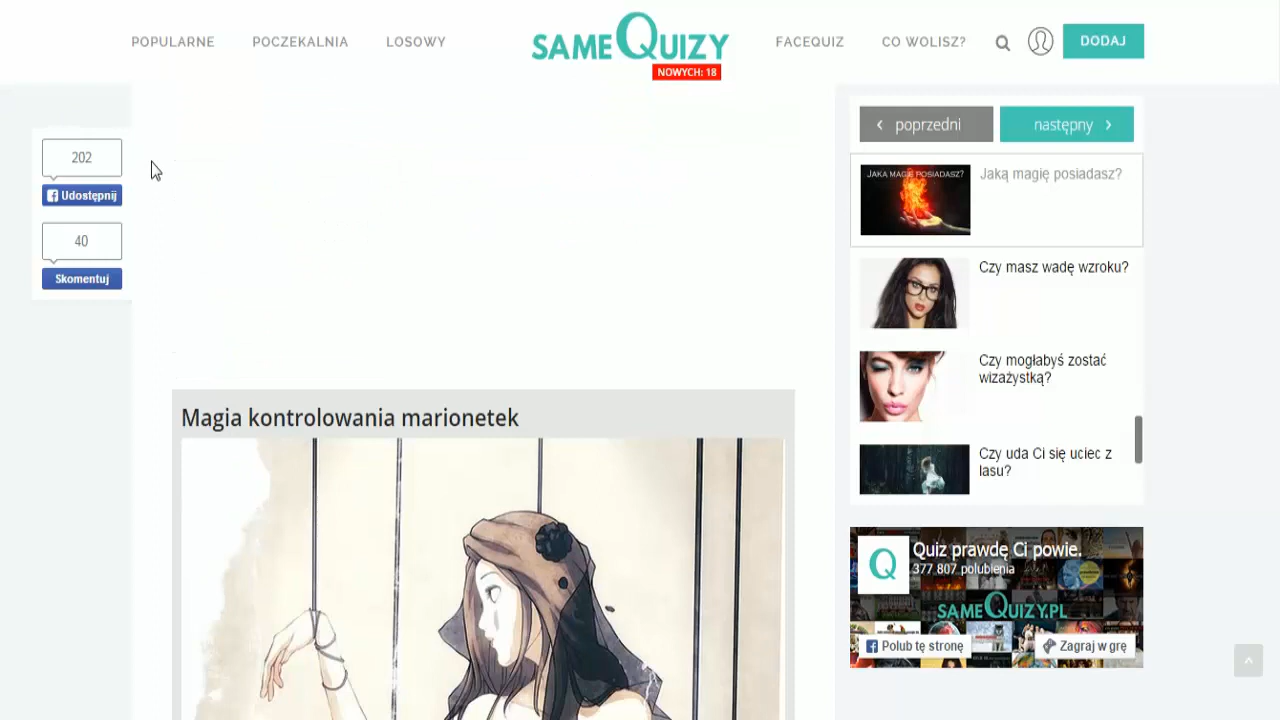 POPULARNE
POCZEKALNIA
LOSOWY
SAMEQUIZY
NOWYCH: 18
FACEQUIZ
CO WOLISZ?
DODAJ
202
Udostępnij
40
Skomentuj
poprzedni
następny
JAKĄ MAGIĘ POSIADASZ?
Jaką magię posiadasz?
Czy masz wadę wzroku?
Czy mogłabyś zostać
wizażystką?
Czy uda Ci się uciec z
lasu?
Magia kontrolowania marionetek
Q
Quiz prawdę Ci powie.
377 807 polubienia
SAMEQUIZY.PL
Polub tę stronę
Zagraj w grę